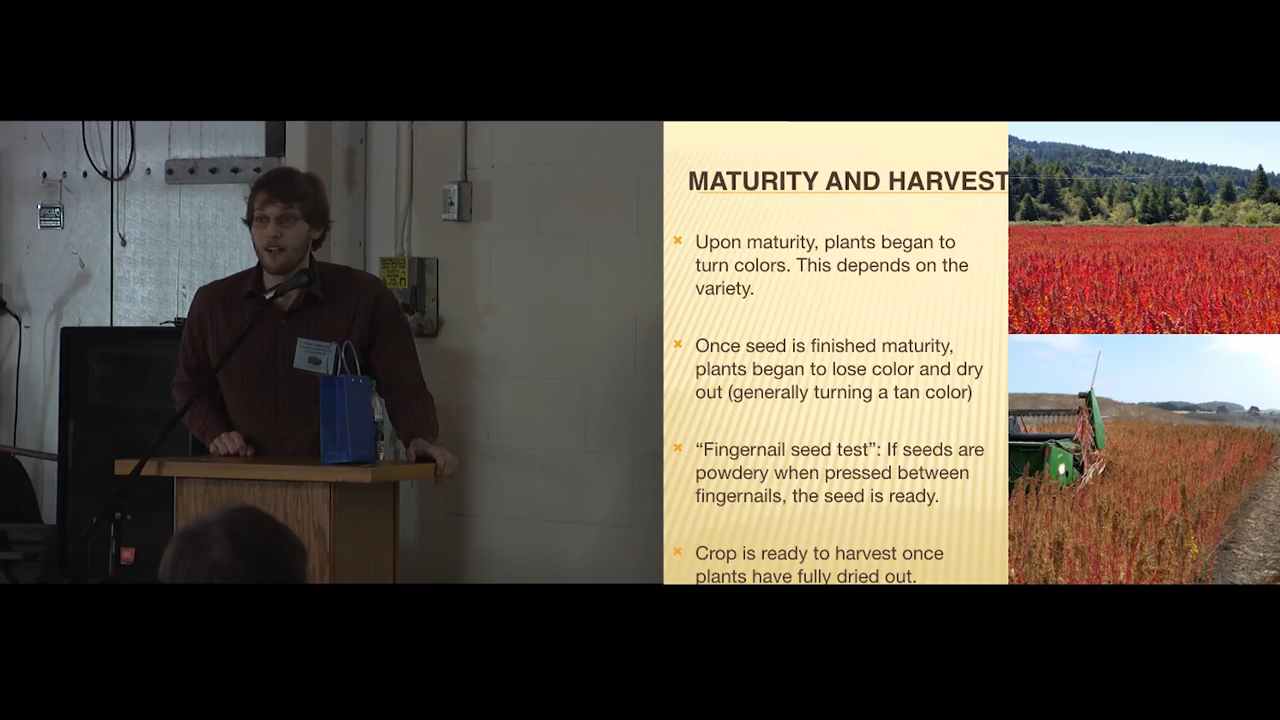 MATURITY AND HARVEST
Upon maturity, plants began to
turn colors. This depends on the
variety.
Once seed is finished maturity,
plants began to lose color and dry
out (generally turning a tan color)
“Fingernail seed test”: If seeds are
powdery when pressed between
fingernails, the seed is ready.
Crop is ready to harvest once
plants have fully dried out.
CAUTION
JBL